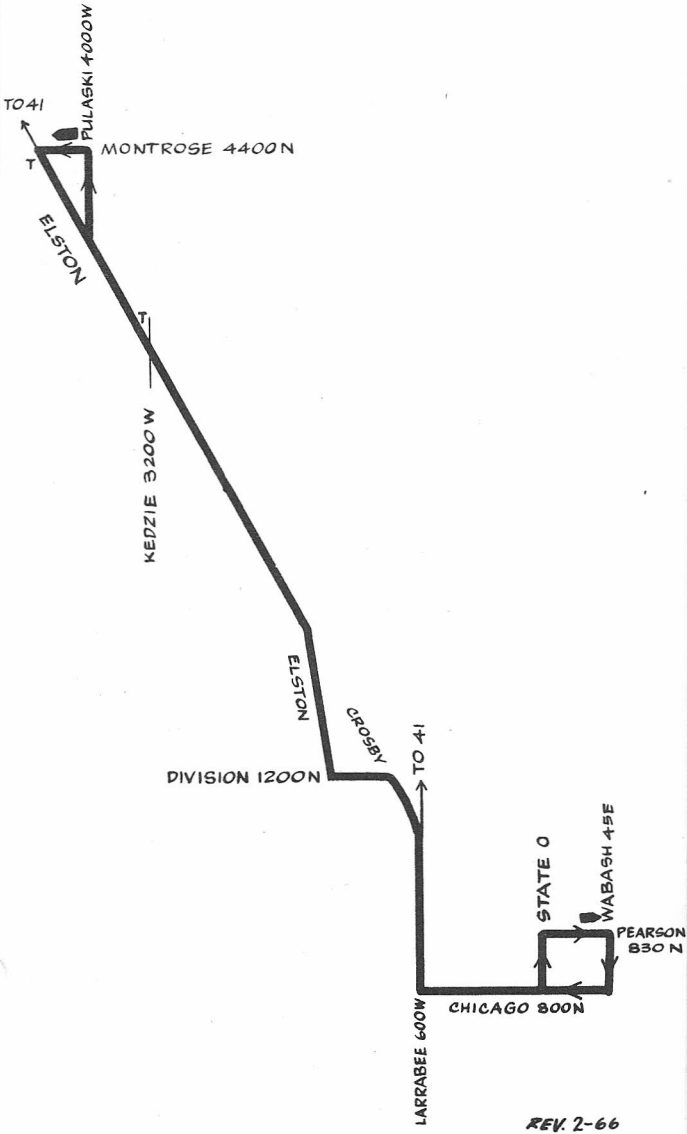 PULASKI 4000W
TO 41
MONTROSE 4400N
T
ELSTON
T
KEDZIE 3200W
ELSTON
CROSBY
TO 41
DIVISION 1200N
STATE 0
WABASH 45E
PEARSON
830 N
CHICAGO 800N
LARRABEE 600W
REV. 2-66